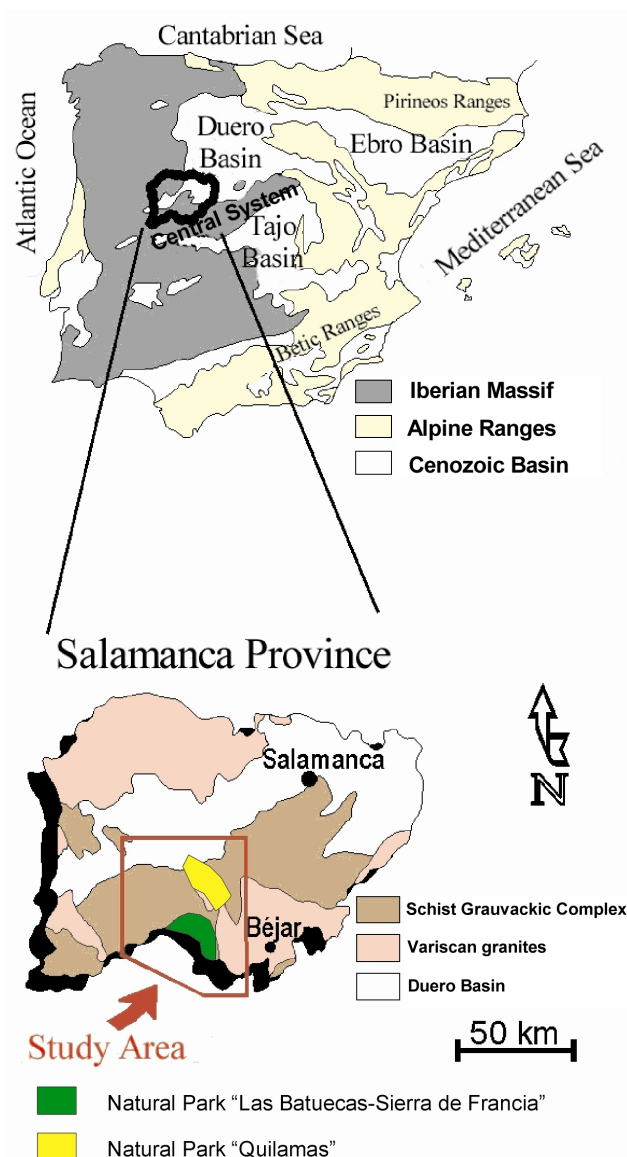 Cantabrian Sea
Atlantic Ocean
Pirineos Ranges
Duero
Basin
Ebro Basin
Mediterranean Sea
Central System
Tajo
Basin
Betic Ranges
Iberian Massif
Alpine Ranges
Cenozoic Basin
Salamanca Province
Salamanca
N
Béjar
Schist Grauvackic Complex
Variscan granites
Duero Basin
Study Area
50 km
Natural Park “Las Batuecas-Sierra de Francia”
Natural Park “Quilamas”